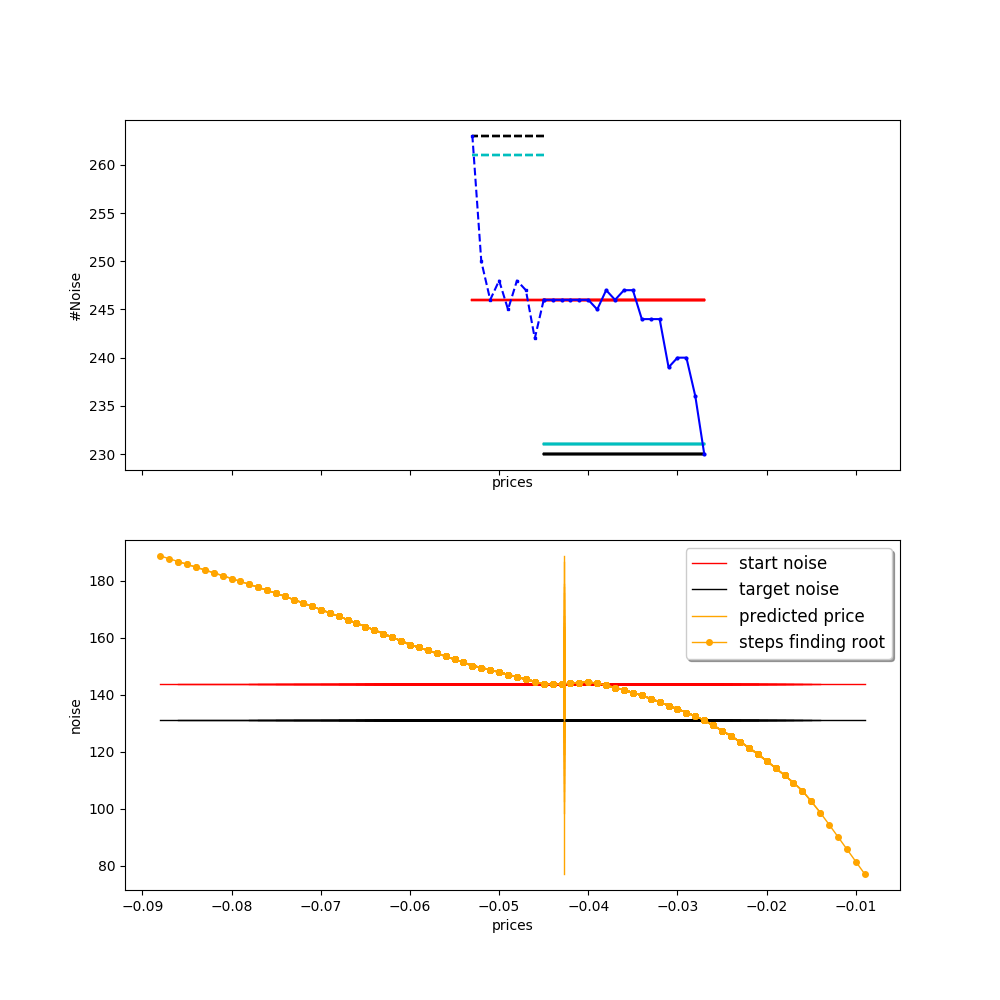 #Noise
260
255
250
245
240
235
230
prices
noise
180
160
140
120
100
80
start noise
target noise
predicted price
steps finding root
−0.09 −0.08 −0.07 −0.06 −0.05 −0.04 −0.03 −0.02 −0.01
prices